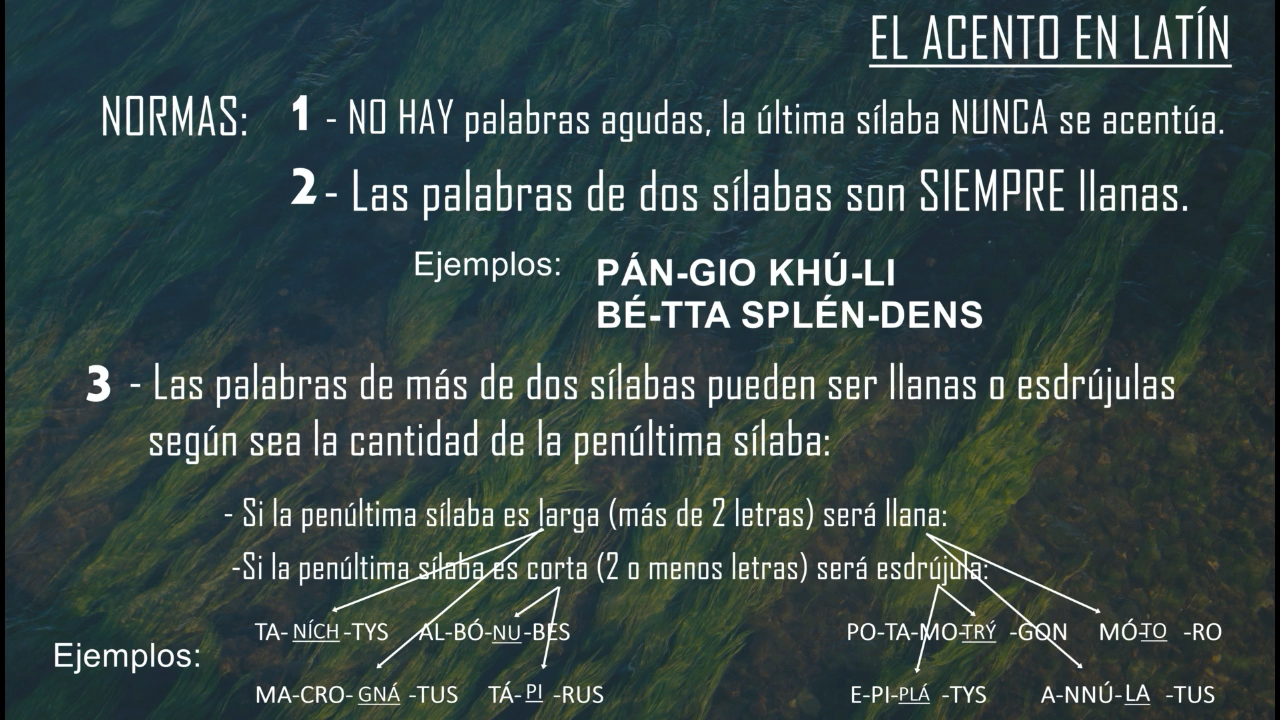 EL ACENTO EN LATÍN
NORMAS: 1 - NO HAY palabras agudas, la última sílaba NUNCA se acentúa.
2 - Las palabras de dos sílabas son SIEMPRE llanas.
Ejemplos: PÁN-GIO KHÚ-LI
BÉ-TTA SPLÉN-DENS
3 - Las palabras de más de dos sílabas pueden ser llanas o esdrújulas
según sea la cantidad de la penúltima sílaba:
- Si la penúltima sílaba es larga (más de 2 letras) será llana:
-Si la penúltima sílaba es corta (2 o menos letras) será esdrújula:
Ejemplos:
TA-NÍCH-TYS AL-BÓ-NU-BES PO-TA-MO-TRÝ -GON MÓ-TO -RO
MA-CRO-GNÁ -TUS TÁ-PI -RUS E-PI-PLÁ -TYS A-NNÚ-LA -TUS